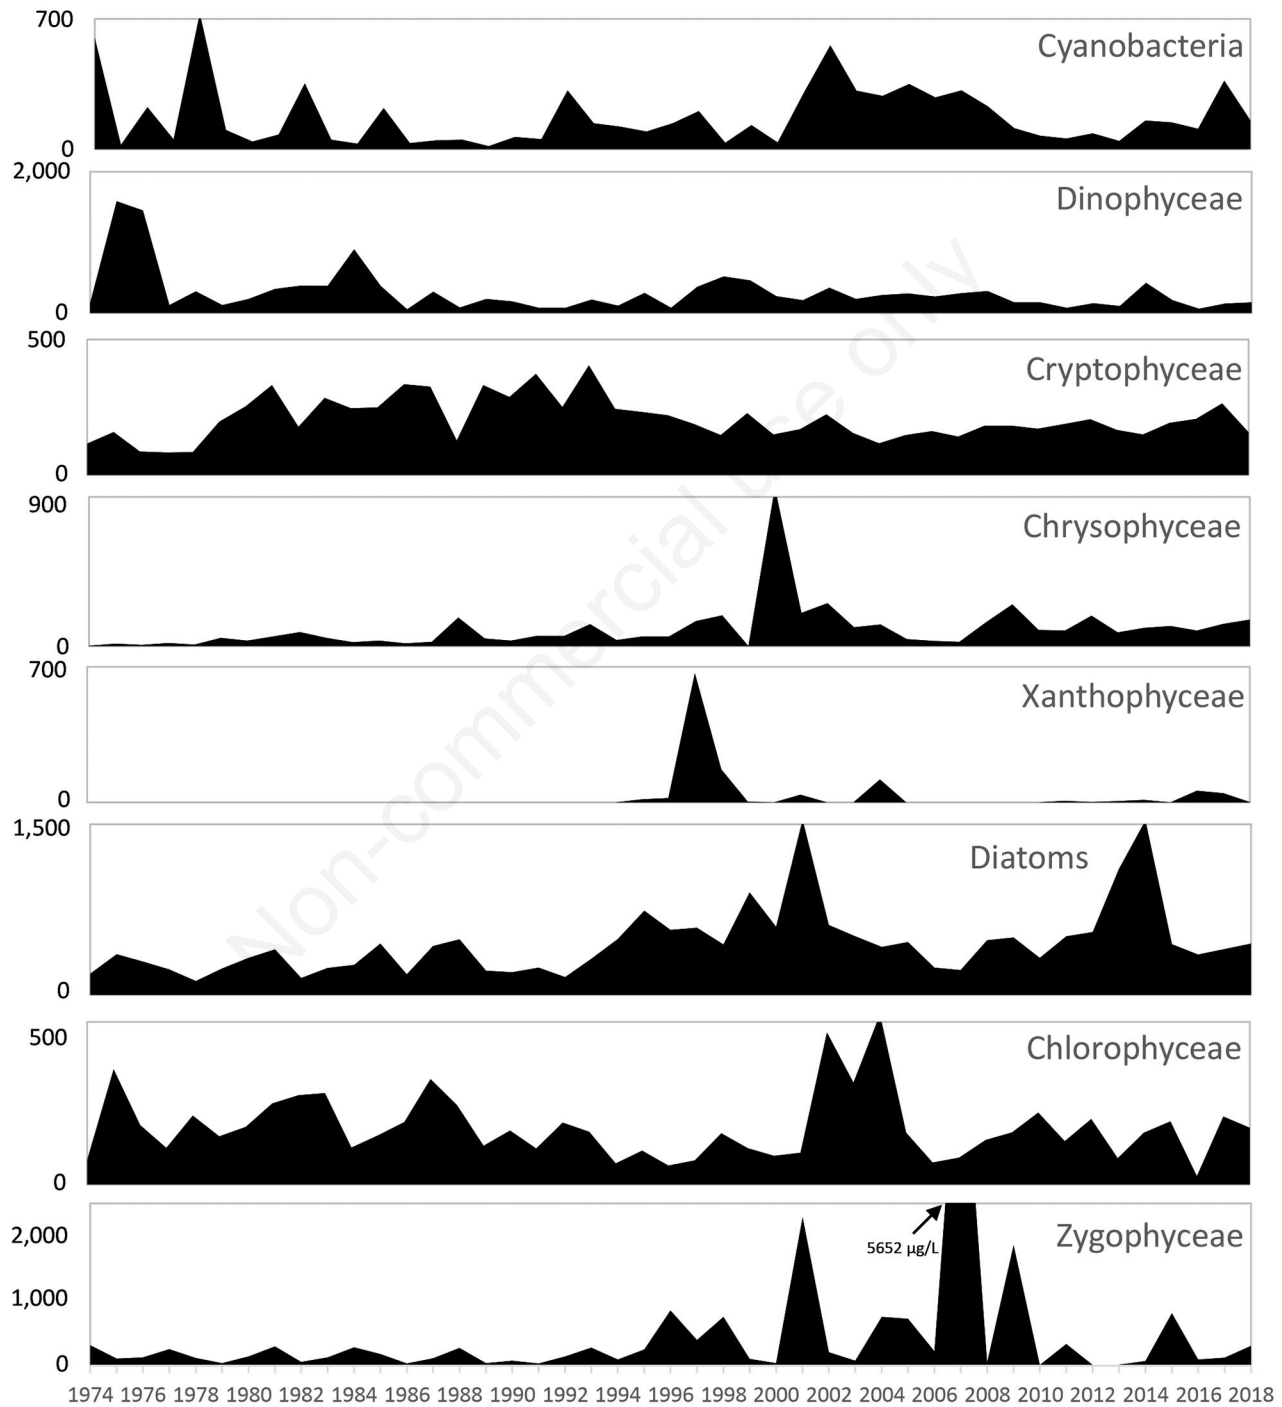 700
Cyanobacteria
0
2,000
Dinophyceae
0
500
Cryptophyceae
0
900
Chrysophyceae
0
700
Xanthophyceae
0
1,500
Diatoms
0
500
Chlorophyceae
0
2,000
Zygophyceae
5652 µg/L
1,000
0
1974 1976 1978 1980 1982 1984 1986 1988 1990 1992 1994 1996 1998 2000 2002 2004 2006 2008 2010 2012 2014 2016 2018
Non-commercial use only